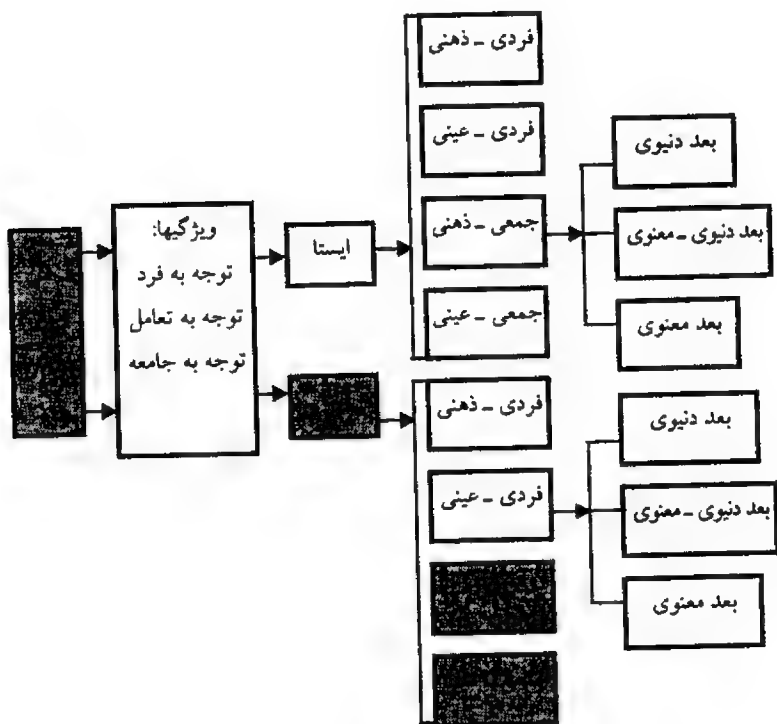 فردی - ذهنی
فردی - عینی
جمعی - ذهنی
جمعی - عینی
بعد دنیوی
بعد دنیوی - معنوی
بعد معنوی
ویژگیها:
توجه به فرد
توجه به تعامل
توجه به جامعه
ایستا
فردی - ذهنی
فردی - عینی
بعد دنیوی
بعد دنیوی - معنوی
بعد معنوی